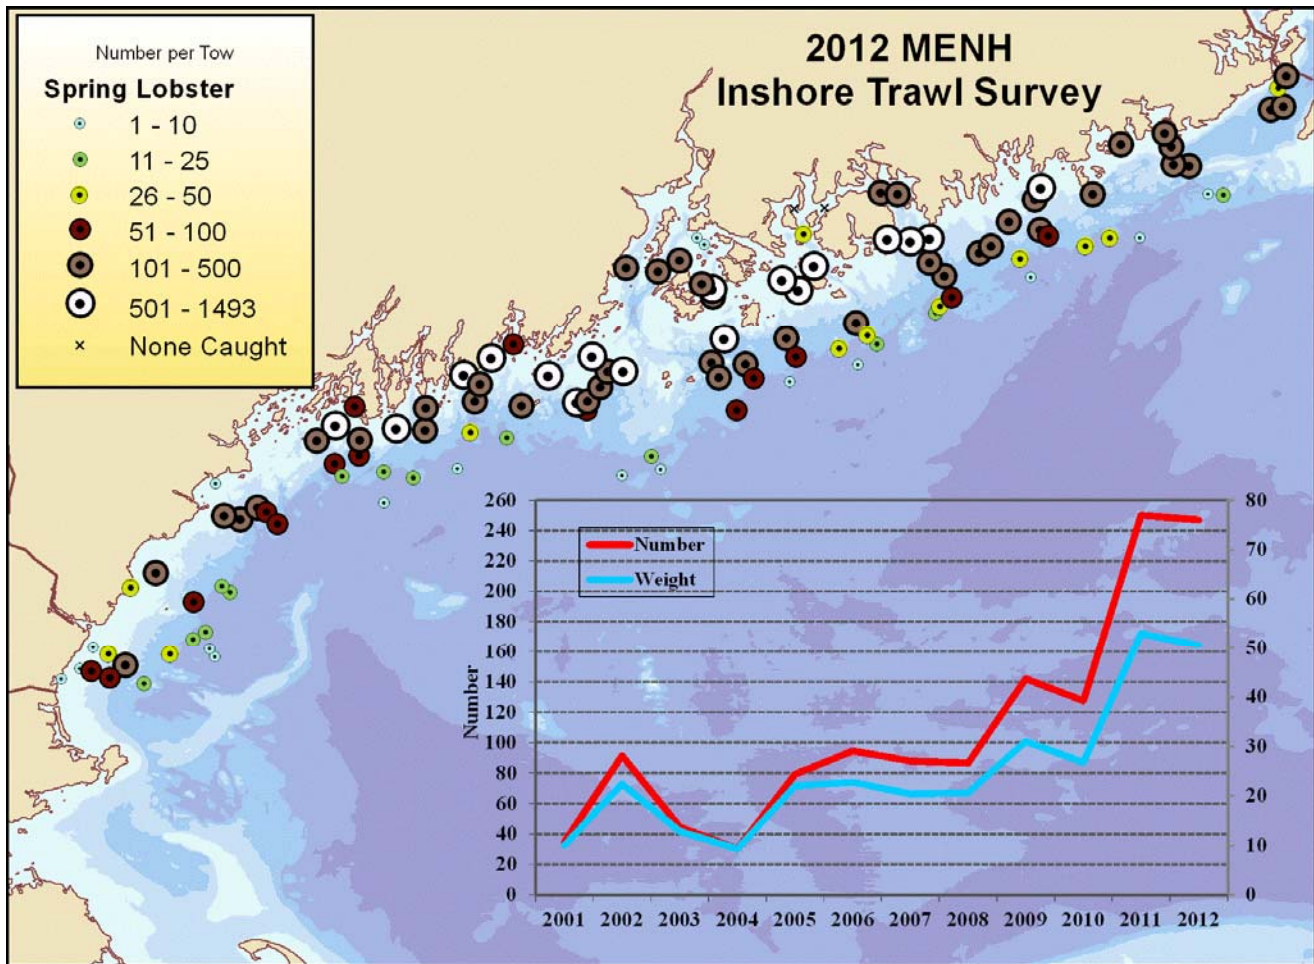 Number per Tow
Spring Lobster
1 - 10
11 - 25
26 - 50
51 - 100
101 - 500
501 - 1493
None Caught
2012 MENH
Inshore Trawl Survey
260
240
220
200
180
160
140
120
100
80
60
40
20
0
Number
Number
Weight
80
70
60
50
40
30
20
10
0
2001 2002 2003 2004 2005 2006 2007 2008 2009 2010 2011 2012